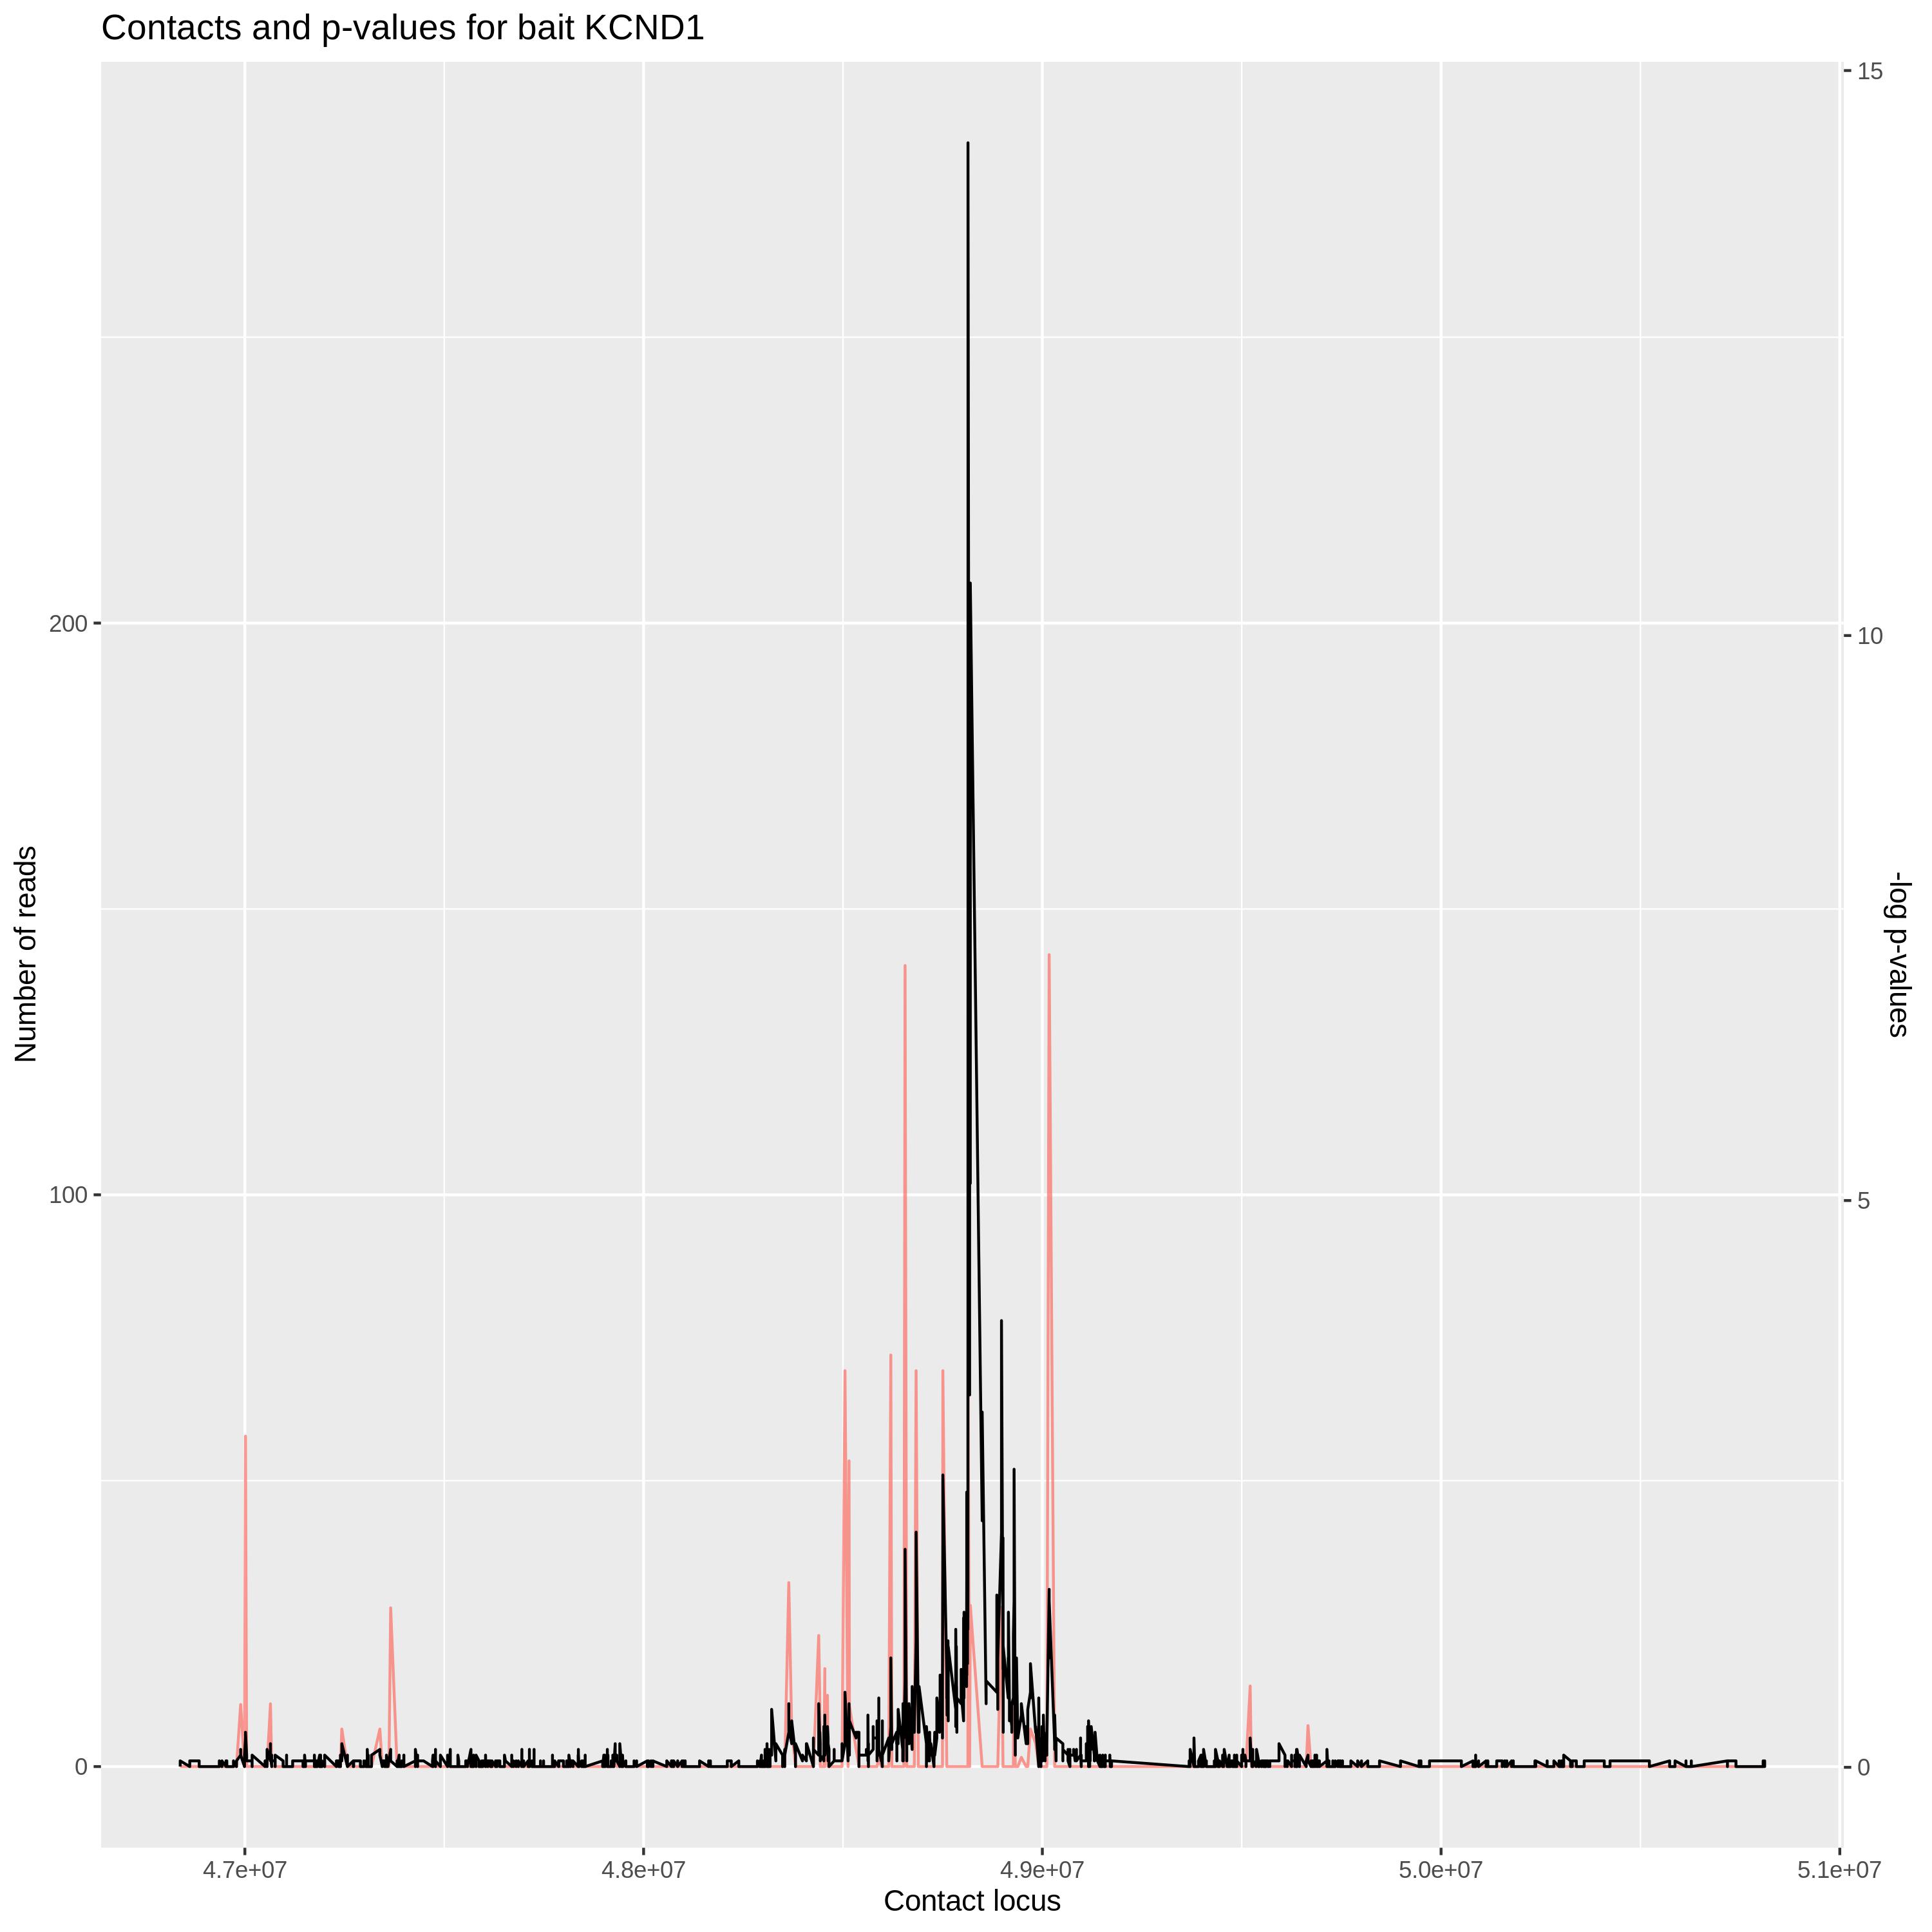 Contacts and p-values for bait KCND1
Number of reads
200
100
0
15
10
5
0
-log p-values
4.7e+07
4.8e+07
4.9e+07
5.0e+07
5.1e+07
Contact locus